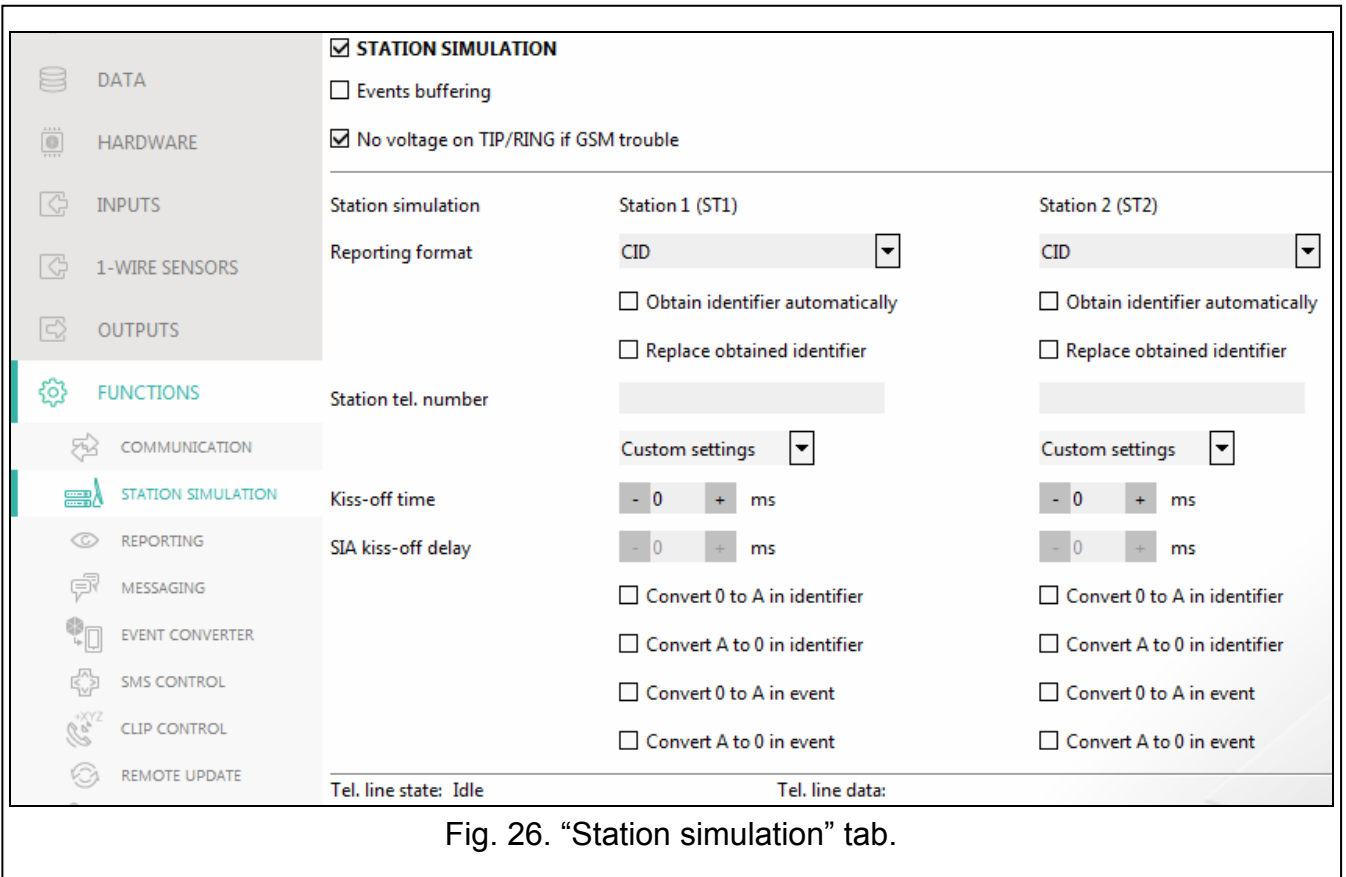 DATA
HARDWARE
INPUTS
1-WIRE SENSORS
OUTPUTS
FUNCTIONS
COMMUNICATION
STATION SIMULATION
REPORTING
MESSAGING
EVENT CONVERTER
SMS CONTROL
+XYZ
CLIP CONTROL
REMOTE UPDATE
STATION SIMULATION
Events buffering
No voltage on TIP/RING if GSM trouble
Station simulation Station 1 (ST1) Station 2 (ST2)
Reporting format CID CID
Obtain identifier automatically Obtain identifier automatically
Replace obtained identifier Replace obtained identifier
Station tel. number
Custom settings Custom settings
Kiss-off time - 0 + ms - 0 + ms
SIA kiss-off delay - 0 + ms - 0 + ms
Convert 0 to A in identifier Convert 0 to A in identifier
Convert A to 0 in identifier Convert A to 0 in identifier
Convert 0 to A in event Convert 0 to A in event
Convert A to 0 in event Convert A to 0 in event
Tel. line state: Idle Tel. line data:
Fig. 26. “Station simulation” tab.